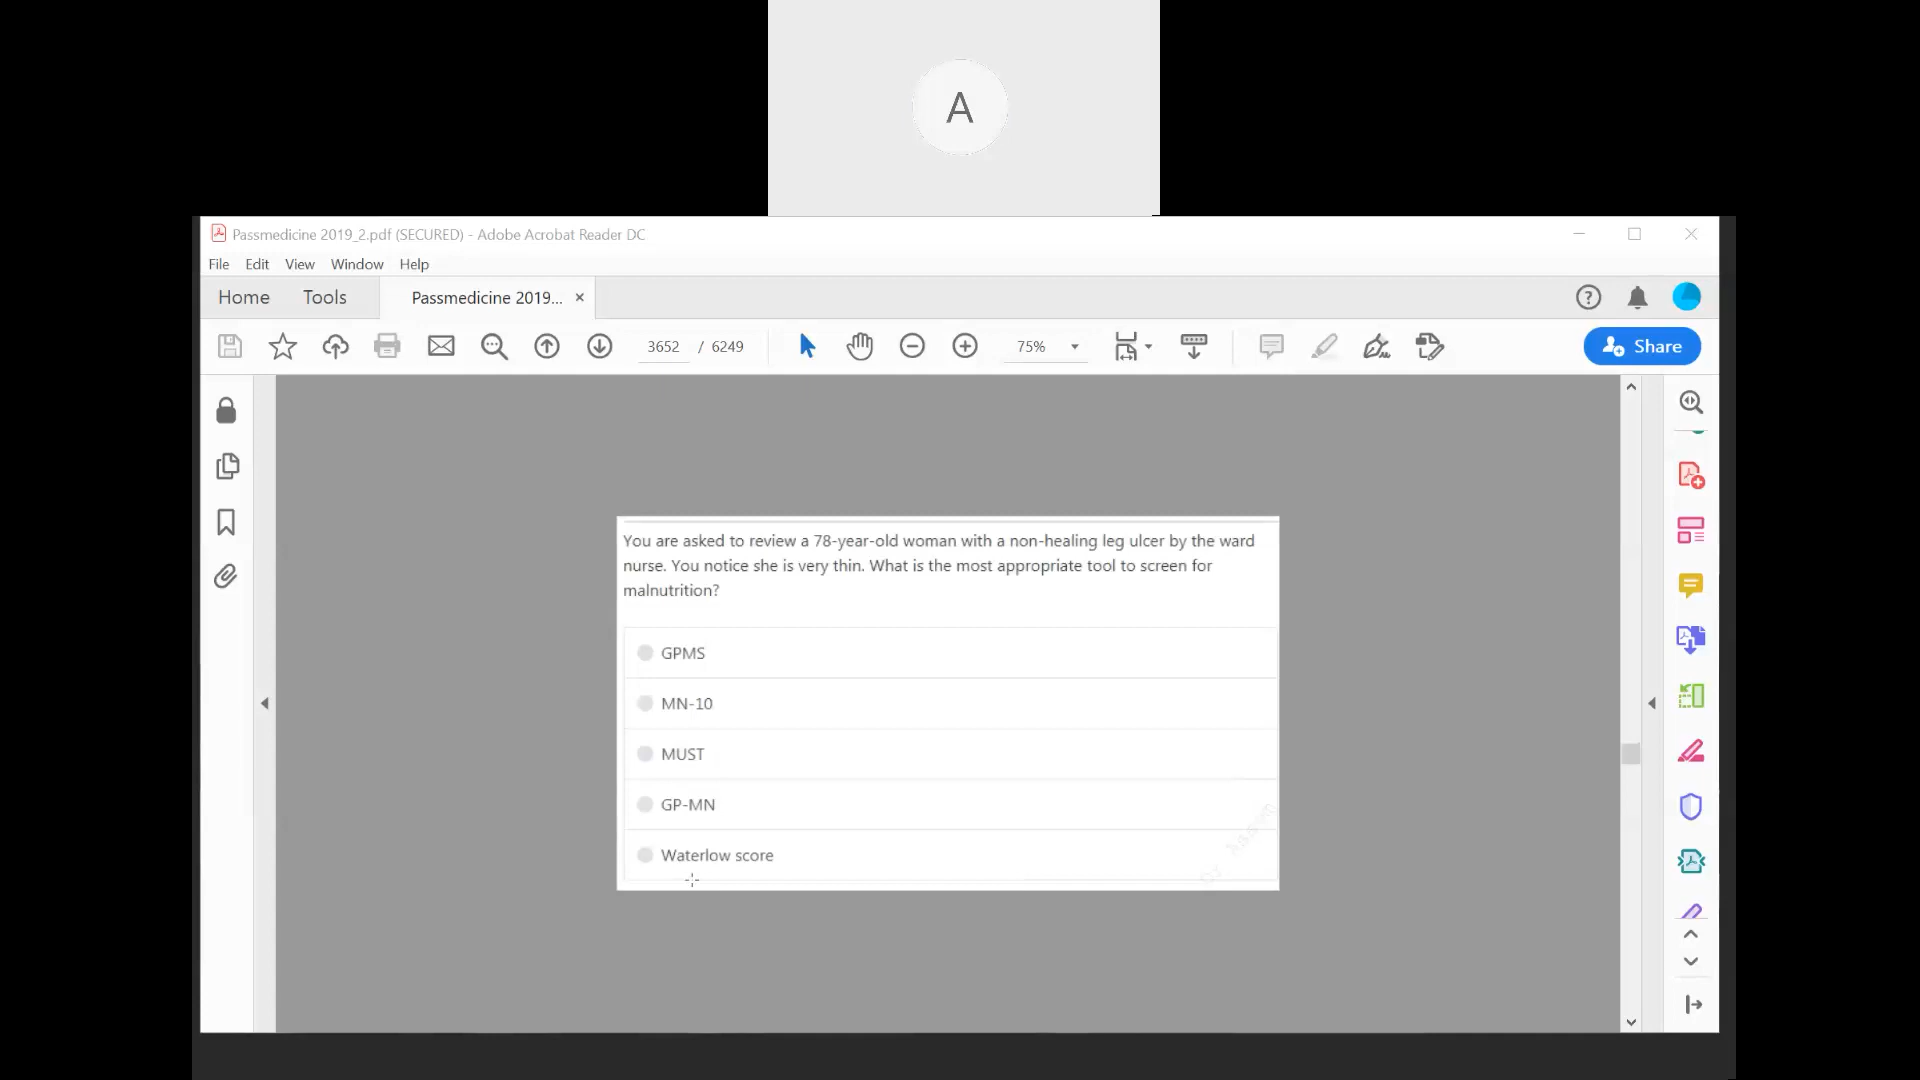 A
Passmedicine 2019_2.pdf (SECURED) - Adobe Acrobat Reader DC
File Edit View Window Help
Home Tools Passmedicine 2019... ×
3652 / 6249 75% Share
You are asked to review a 78-year-old woman with a non-healing leg ulcer by the ward
nurse. You notice she is very thin. What is the most appropriate tool to screen for
malnutrition?
GPMS
MN-10
MUST
GP-MN
Waterlow score